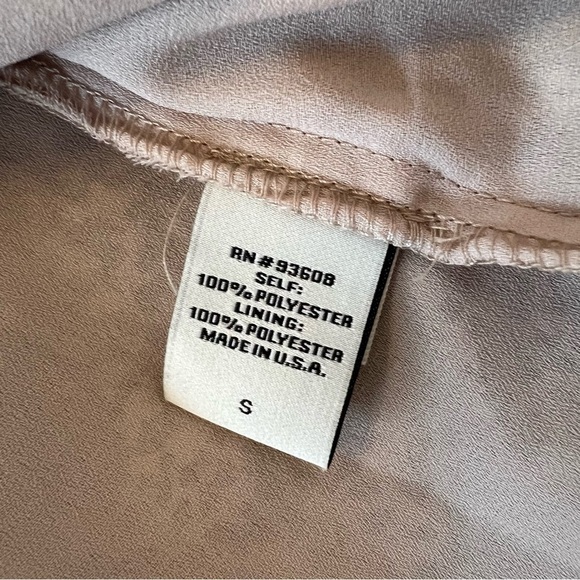 RN # 93608
SELF:
100% POLYESTER
LINING:
100% POLYESTER
MADE IN U.S.A.
S